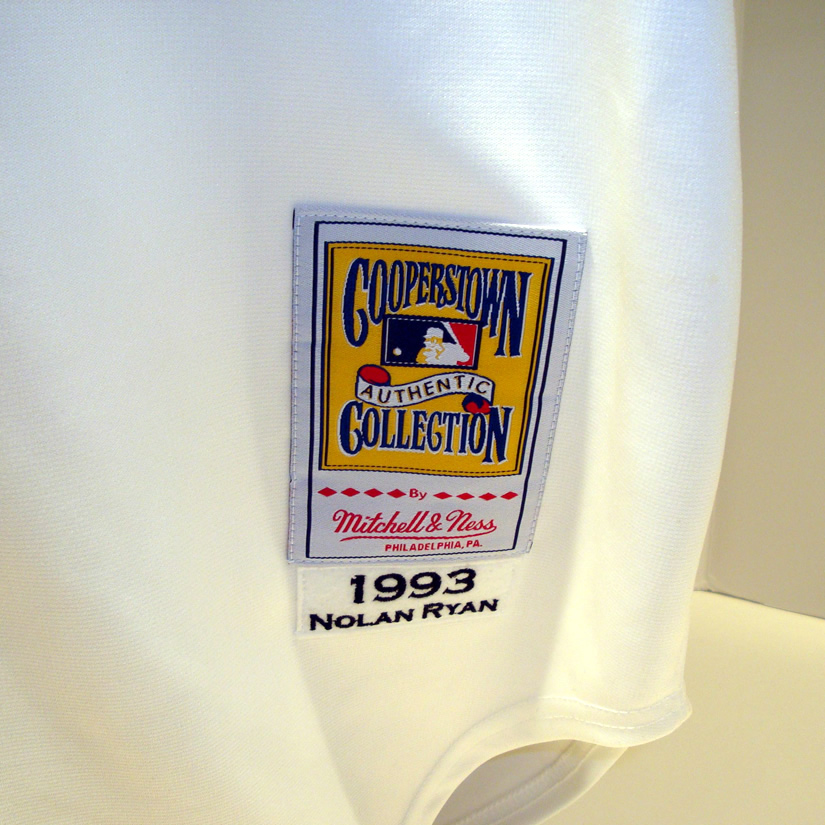 COOPERSTOWN
AUTHENTIC
COLLECTION
By
Mitchell & Ness
PHILADELPHIA, PA.
1993
NOLAN RYAN